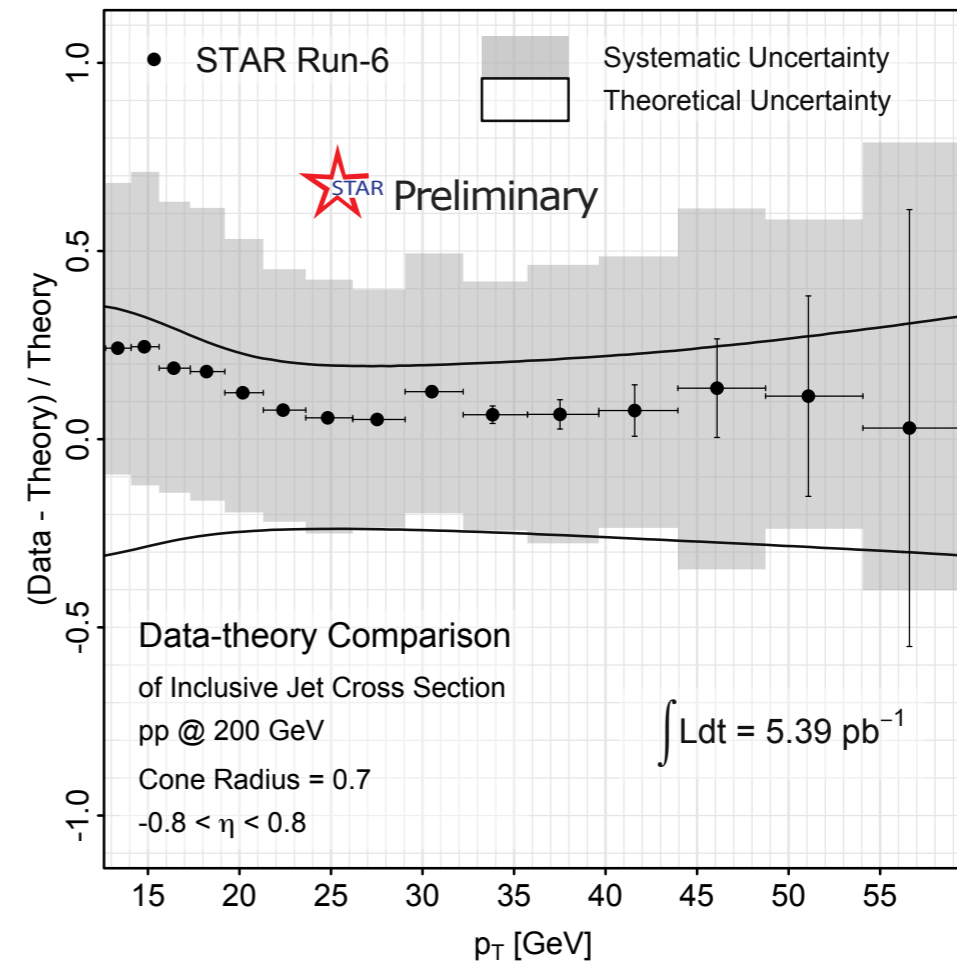 STAR Run-6
Systematic Uncertainty
Theoretical Uncertainty
STAR Preliminary
(Data - Theory) / Theory
1.0
0.5
0.0
-0.5
-1.0
Data-theory Comparison
of Inclusive Jet Cross Section
pp @ 200 GeV
Cone Radius = 0.7
-0.8 < η < 0.8
∫Ldt = 5.39 pb⁻¹
15 20 25 30 35 40 45 50 55
p_T [GeV]